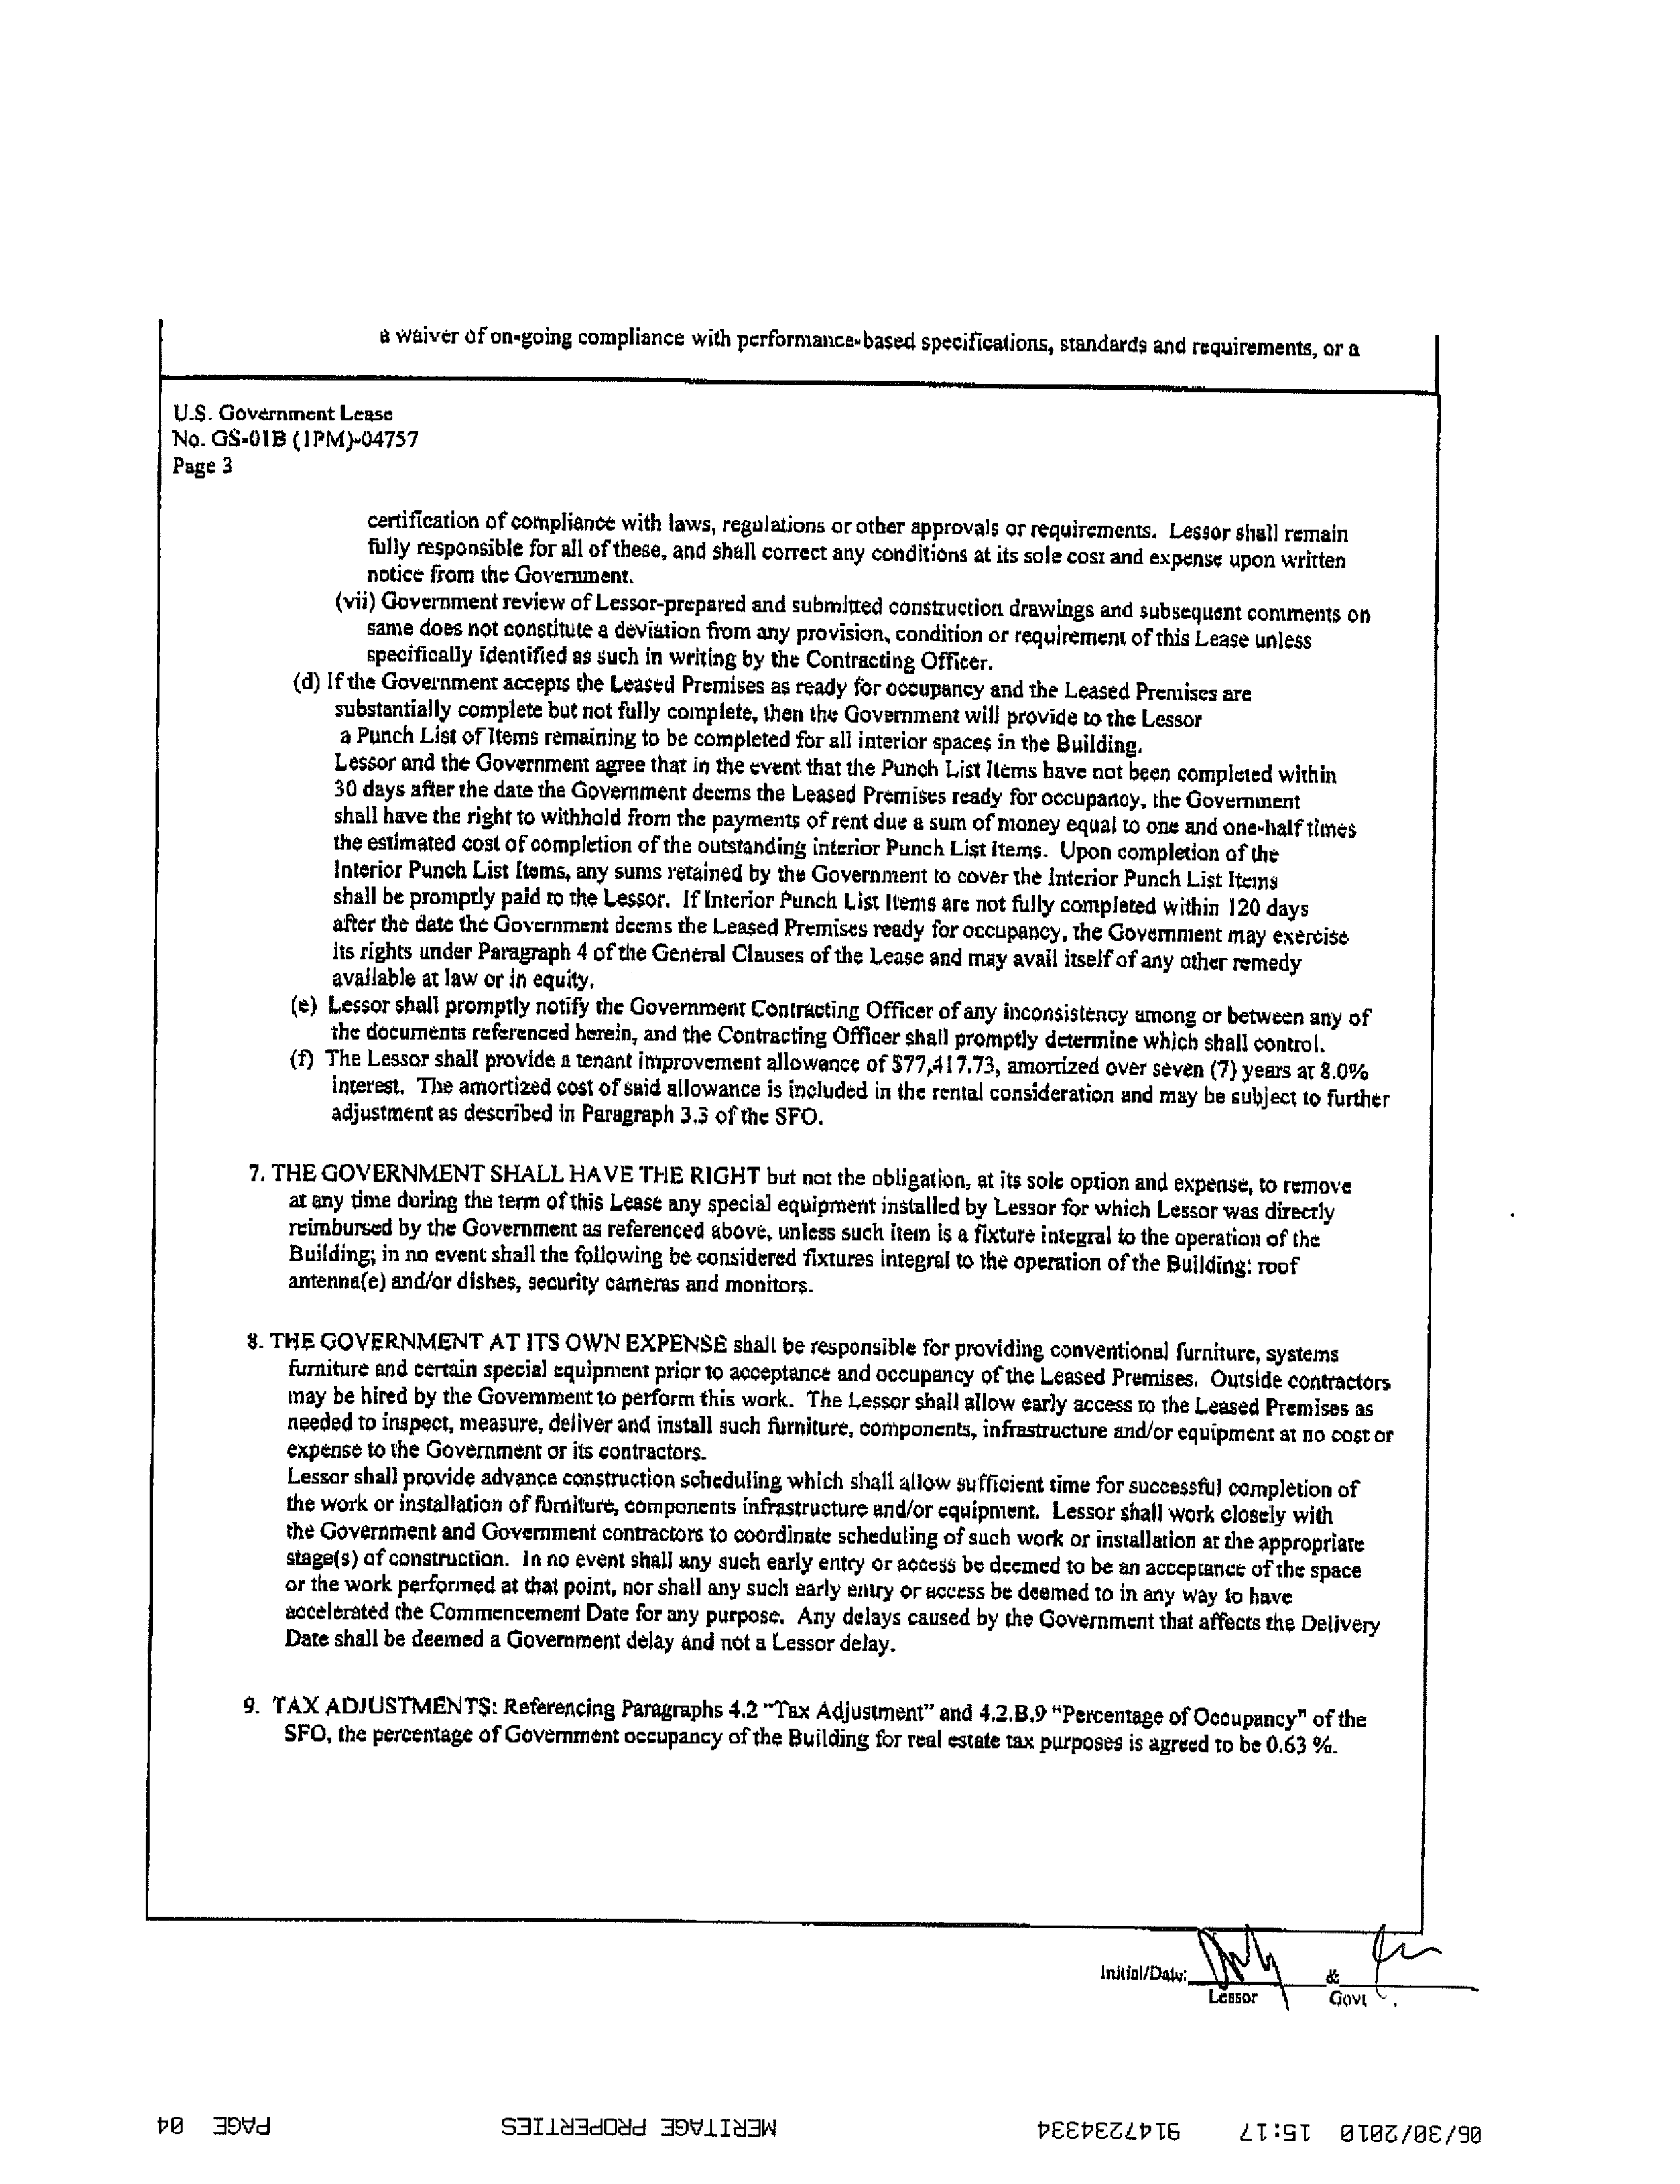 a waiver of on-going compliance with performance-based specifications, standards and requirements, or a
U.S. Government Lease
No. GS-01B (1PM)-04757
Page 3
certification of compliance with laws, regulations or other approvals or requirements. Lessor shall remain
fully responsible for all of these, and shall correct any conditions at its sole cost and expense upon written
notice from the Government.
(vii) Government review of Lessor-prepared and submitted construction drawings and subsequent comments on
same does not constitute a deviation from any provision, condition or requirement of this Lease unless
specifically identified as such in writing by the Contracting Officer.
(d) If the Government accepts the Leased Premises as ready for occupancy and the Leased Premises are
substantially complete but not fully complete, then the Government will provide to the Lessor
a Punch List of Items remaining to be completed for all interior spaces in the Building.
Lessor and the Government agree that in the event that the Punch List Items have not been completed within
30 days after the date the Government deems the Leased Premises ready for occupancy, the Government
shall have the right to withhold from the payments of rent due a sum of money equal to one and one-half times
the estimated cost of completion of the outstanding interior Punch List Items. Upon completion of the
Interior Punch List Items, any sums retained by the Government to cover the Interior Punch List Items
shall be promptly paid to the Lessor. If Interior Punch List Items are not fully completed within 120 days
after the date the Government deems the Leased Premises ready for occupancy, the Government may exercise
its rights under Paragraph 4 of the General Clauses of the Lease and may avail itself of any other remedy
available at law or in equity.
(e) Lessor shall promptly notify the Government Contracting Officer of any inconsistency among or between any of
the documents referenced herein, and the Contracting Officer shall promptly determine which shall control.
(f) The Lessor shall provide a tenant improvement allowance of $77,417.73, amortized over seven (7) years at 8.0%
interest. The amortized cost of said allowance is included in the rental consideration and may be subject to further
adjustment as described in Paragraph 3.3 of the SFO.
7. THE GOVERNMENT SHALL HAVE THE RIGHT but not the obligation, at its sole option and expense, to remove
at any time during the term of this Lease any special equipment installed by Lessor for which Lessor was directly
reimbursed by the Government as referenced above, unless such item is a fixture integral to the operation of the
Building; in no event shall the following be considered fixtures integral to the operation of the Building: roof
antenna(e) and/or dishes, security cameras and monitors.
8. THE GOVERNMENT AT ITS OWN EXPENSE shall be responsible for providing conventional furniture, systems
furniture and certain special equipment prior to acceptance and occupancy of the Leased Premises. Outside contractors
may be hired by the Government to perform this work. The Lessor shall allow early access to the Leased Premises as
needed to inspect, measure, deliver and install such furniture, components, infrastructure and/or equipment at no cost or
expense to the Government or its contractors.
Lessor shall provide advance construction scheduling which shall allow sufficient time for successful completion of
the work or installation of furniture, components infrastructure and/or equipment. Lessor shall work closely with
the Government and Government contractors to coordinate scheduling of such work or installation at the appropriate
stage(s) of construction. In no event shall any such early entry or access be deemed to be an acceptance of the space
or the work performed at that point, nor shall any such early entry or access be deemed to in any way to have
accelerated the Commencement Date for any purpose. Any delays caused by the Government that affects the Delivery
Date shall be deemed a Government delay and not a Lessor delay.
9. TAX ADJUSTMENTS: Referencing Paragraphs 4.2 "Tax Adjustment" and 4.2.B.9 "Percentage of Occupancy" of the
SFO, the percentage of Government occupancy of the Building for real estate tax purposes is agreed to be 0.63 %.
Initial/Date: &
Lessor Govt.
06/30/2010 15:17 9147234334 MERITAGE PROPERTIES PAGE 04